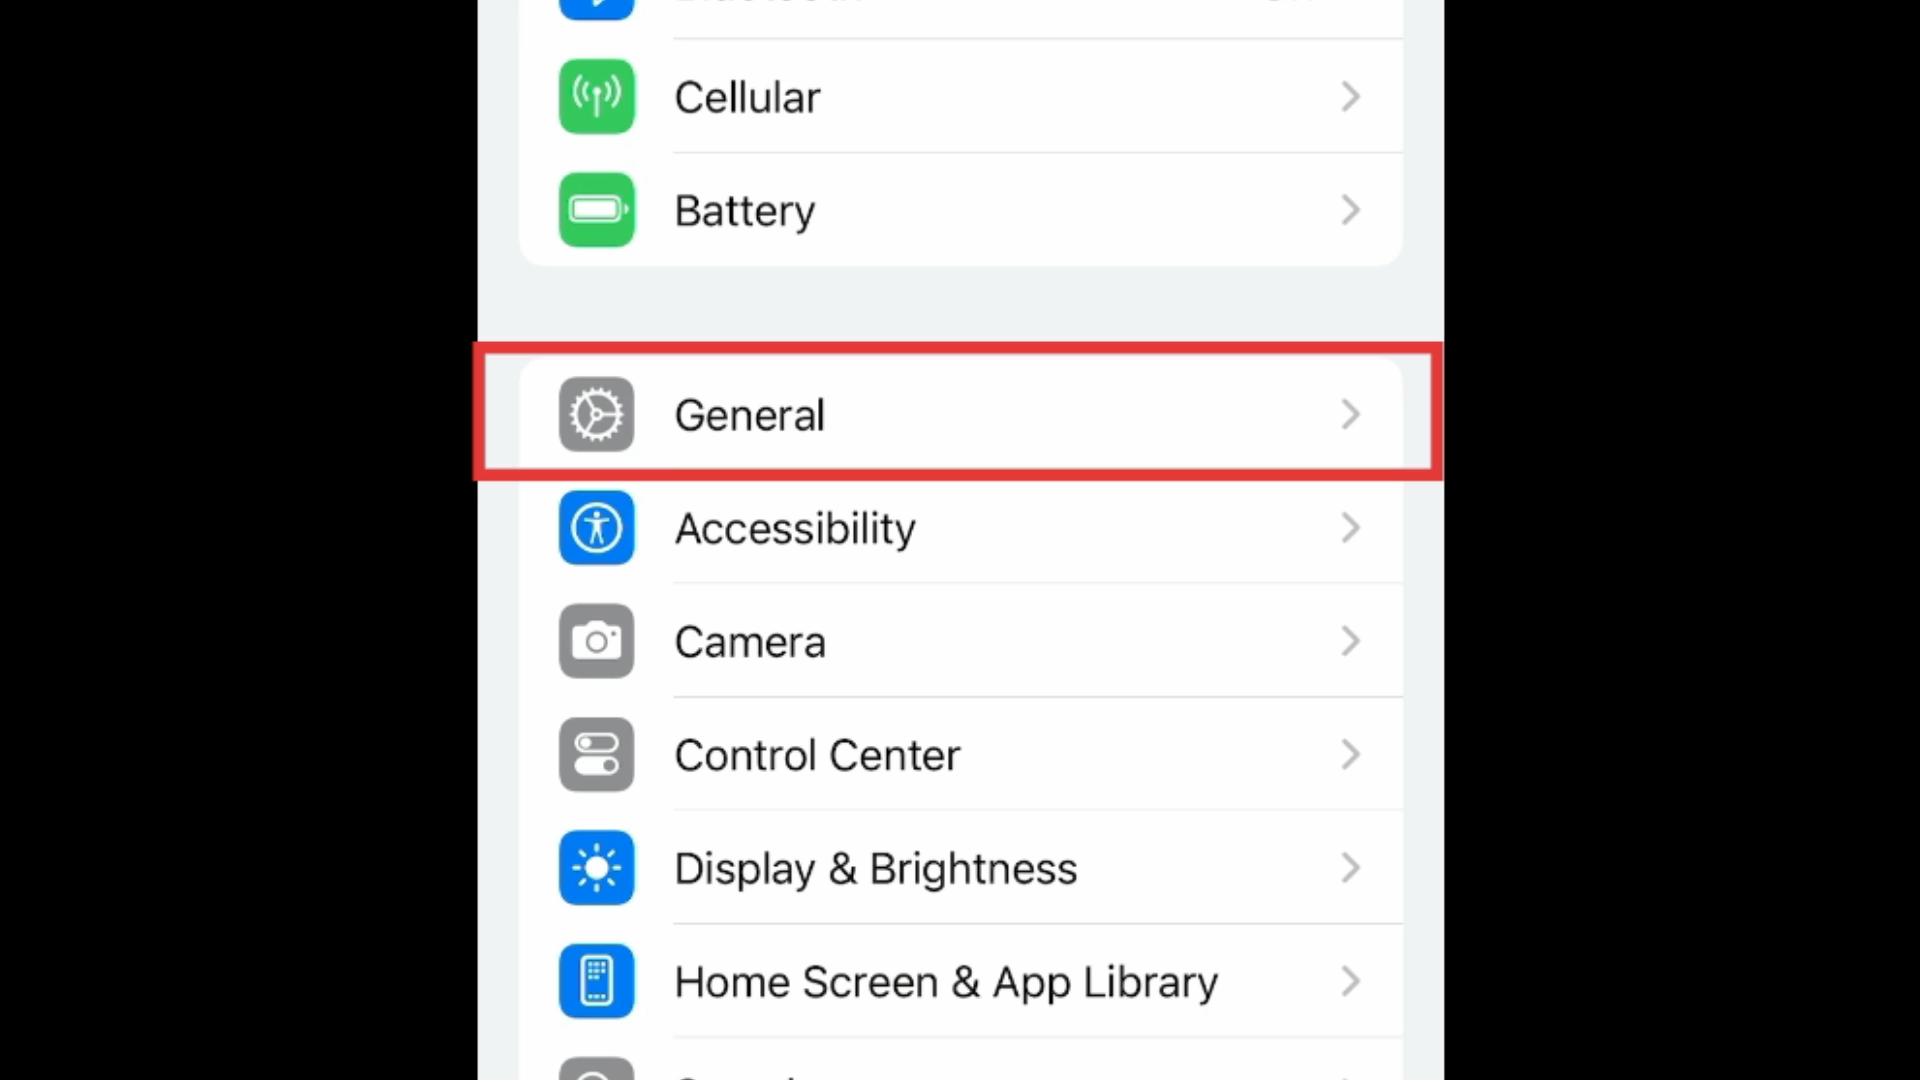 Cellular
Battery
General
Accessibility
Camera
Control Center
Display & Brightness
Home Screen & App Library